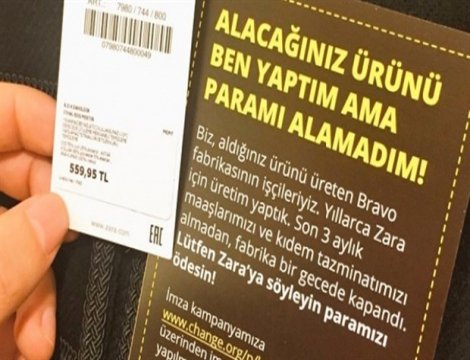 ART. 7980 / 744 / 800
07980744800049
559,95 TL
www.zara.com
EAC
ALACAĞINIZ ÜRÜNÜ
BEN YAPTIM AMA
PARAMI ALAMADIM!
Biz, aldığınız ürünü üreten Bravo
fabrikasının işçileriyiz. Yıllarca Zara
için üretim yaptık. Son 3 aylık
maaşlarımızı ve kıdem tazminatımızı
almadan, fabrika bir gecede kapandı.
Lütfen Zara'ya söyleyin paramızı
ödesin!
İmza kampanyamıza
www.change.org/p/
üzerinden